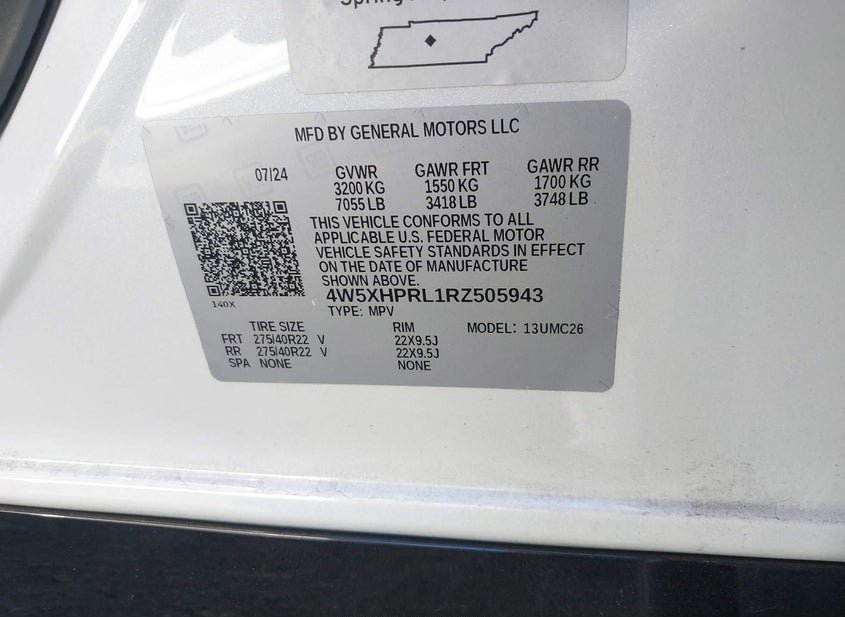 Spring
MFD BY GENERAL MOTORS LLC
07/24 GVWR GAWR FRT GAWR RR
3200 KG 1550 KG 1700 KG
7055 LB 3418 LB 3748 LB
THIS VEHICLE CONFORMS TO ALL
APPLICABLE U.S. FEDERAL MOTOR
VEHICLE SAFETY STANDARDS IN EFFECT
ON THE DATE OF MANUFACTURE
SHOWN ABOVE.
140X
4W5XHPRL1RZ505943
TYPE: MPV
TIRE SIZE RIM MODEL: 13UMC26
FRT 275/40R22 V 22X9.5J
RR 275/40R22 V 22X9.5J
SPA NONE NONE